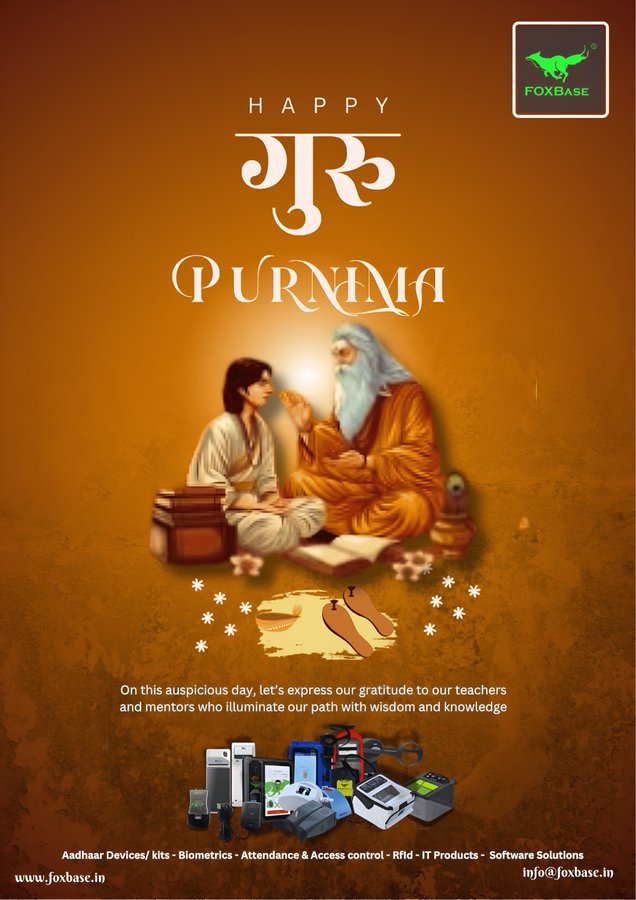 FOXBase
®
HAPPY
गुरु
PURNIMA
On this auspicious day, let's express our gratitude to our teachers
and mentors who illuminate our path with wisdom and knowledge
Aadhaar Devices/ kits - Biometrics - Attendance & Access control - RfId - IT Products - Software Solutions
www.foxbase.in
info@foxbase.in